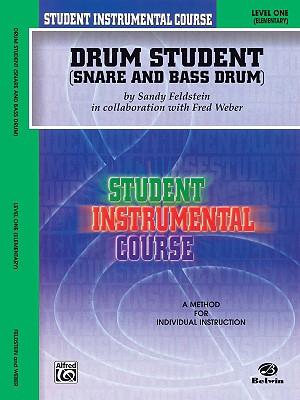 STUDENT INSTRUMENTAL COURSE
LEVEL ONE
(ELEMENTARY)
DRUM STUDENT
(SNARE AND BASS DRUM)
by Sandy Feldstein
in collaboration with Fred Weber
STUDENT
INSTRUMENTAL
COURSE
A METHOD
FOR
INDIVIDUAL INSTRUCTION
Alfred
Belwin
DRUM STUDENT (SNARE AND BASS DRUM)
LEVEL ONE (ELEMENTARY)
FELDSTEIN AND WEBER